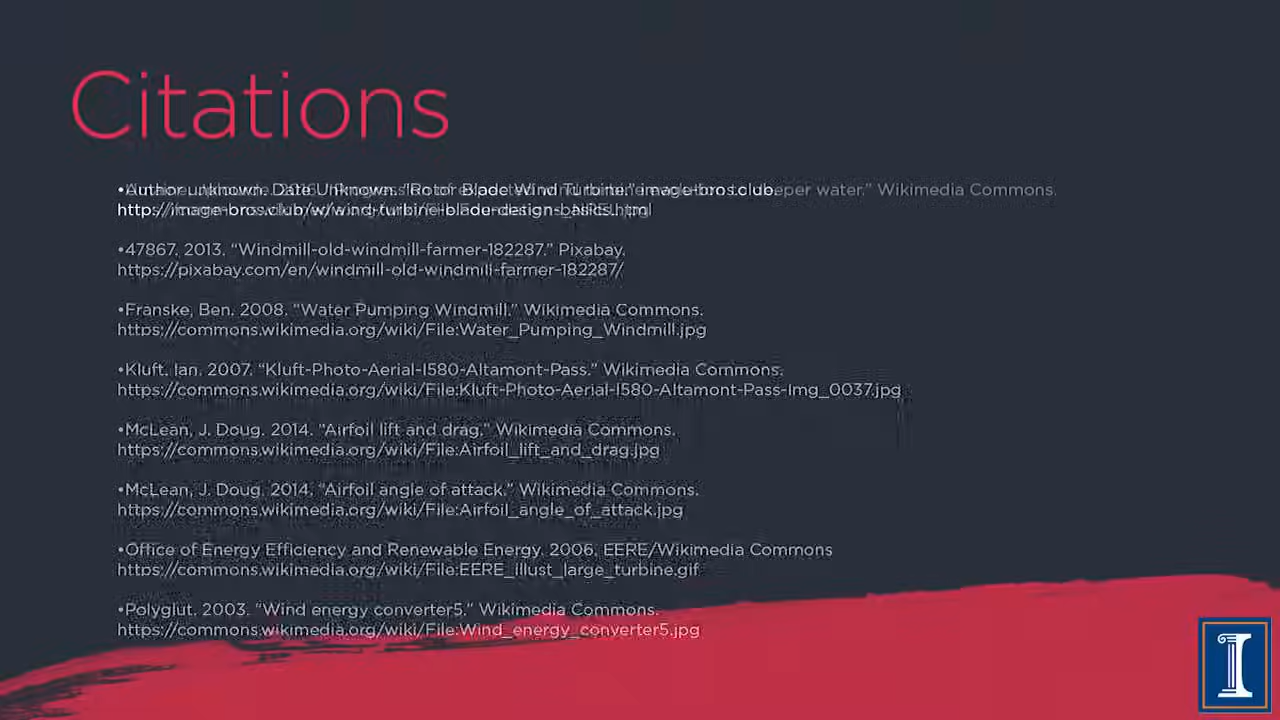 Citations
•Author unknown. Date Unknown. "Rotor Blade Wind Turbine." image-bros.club.
http://image-bros.club/w/wind-turbine-blade-design-basics.html
deeper water." Wikimedia Commons.
•47867. 2013. "Windmill-old-windmill-farmer-182287." Pixabay.
https://pixabay.com/en/windmill-old-windmill-farmer-182287/
•Franske, Ben. 2008. "Water Pumping Windmill." Wikimedia Commons.
https://commons.wikimedia.org/wiki/File:Water_Pumping_Windmill.jpg
•Kluft, Ian. 2007. "Kluft-Photo-Aerial-I580-Altamont-Pass." Wikimedia Commons.
https://commons.wikimedia.org/wiki/File:Kluft-Photo-Aerial-I580-Altamont-Pass-Img_0037.jpg
•McLean, J. Doug. 2014. "Airfoil lift and drag." Wikimedia Commons.
https://commons.wikimedia.org/wiki/File:Airfoil_lift_and_drag.jpg
•McLean, J. Doug. 2014. "Airfoil angle of attack." Wikimedia Commons.
https://commons.wikimedia.org/wiki/File:Airfoil_angle_of_attack.jpg
•Office of Energy Efficiency and Renewable Energy. 2006. EERE/Wikimedia Commons
https://commons.wikimedia.org/wiki/File:EERE_illust_large_turbine.gif
•Polyglut. 2003. "Wind energy converter5." Wikimedia Commons.
https://commons.wikimedia.org/wiki/File:Wind_energy_converter5.jpg
I